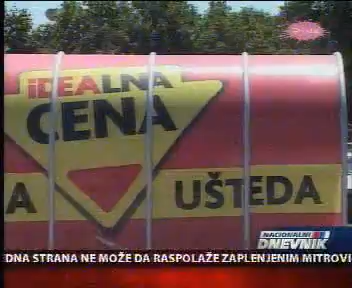 IDEALNA
CENA
A UŠTEDA
NACIONALNI
DNEVNIK
DNA STRANA NE MOŽE DA RASPOLAŽE ZAPLENJENIM MITROVI